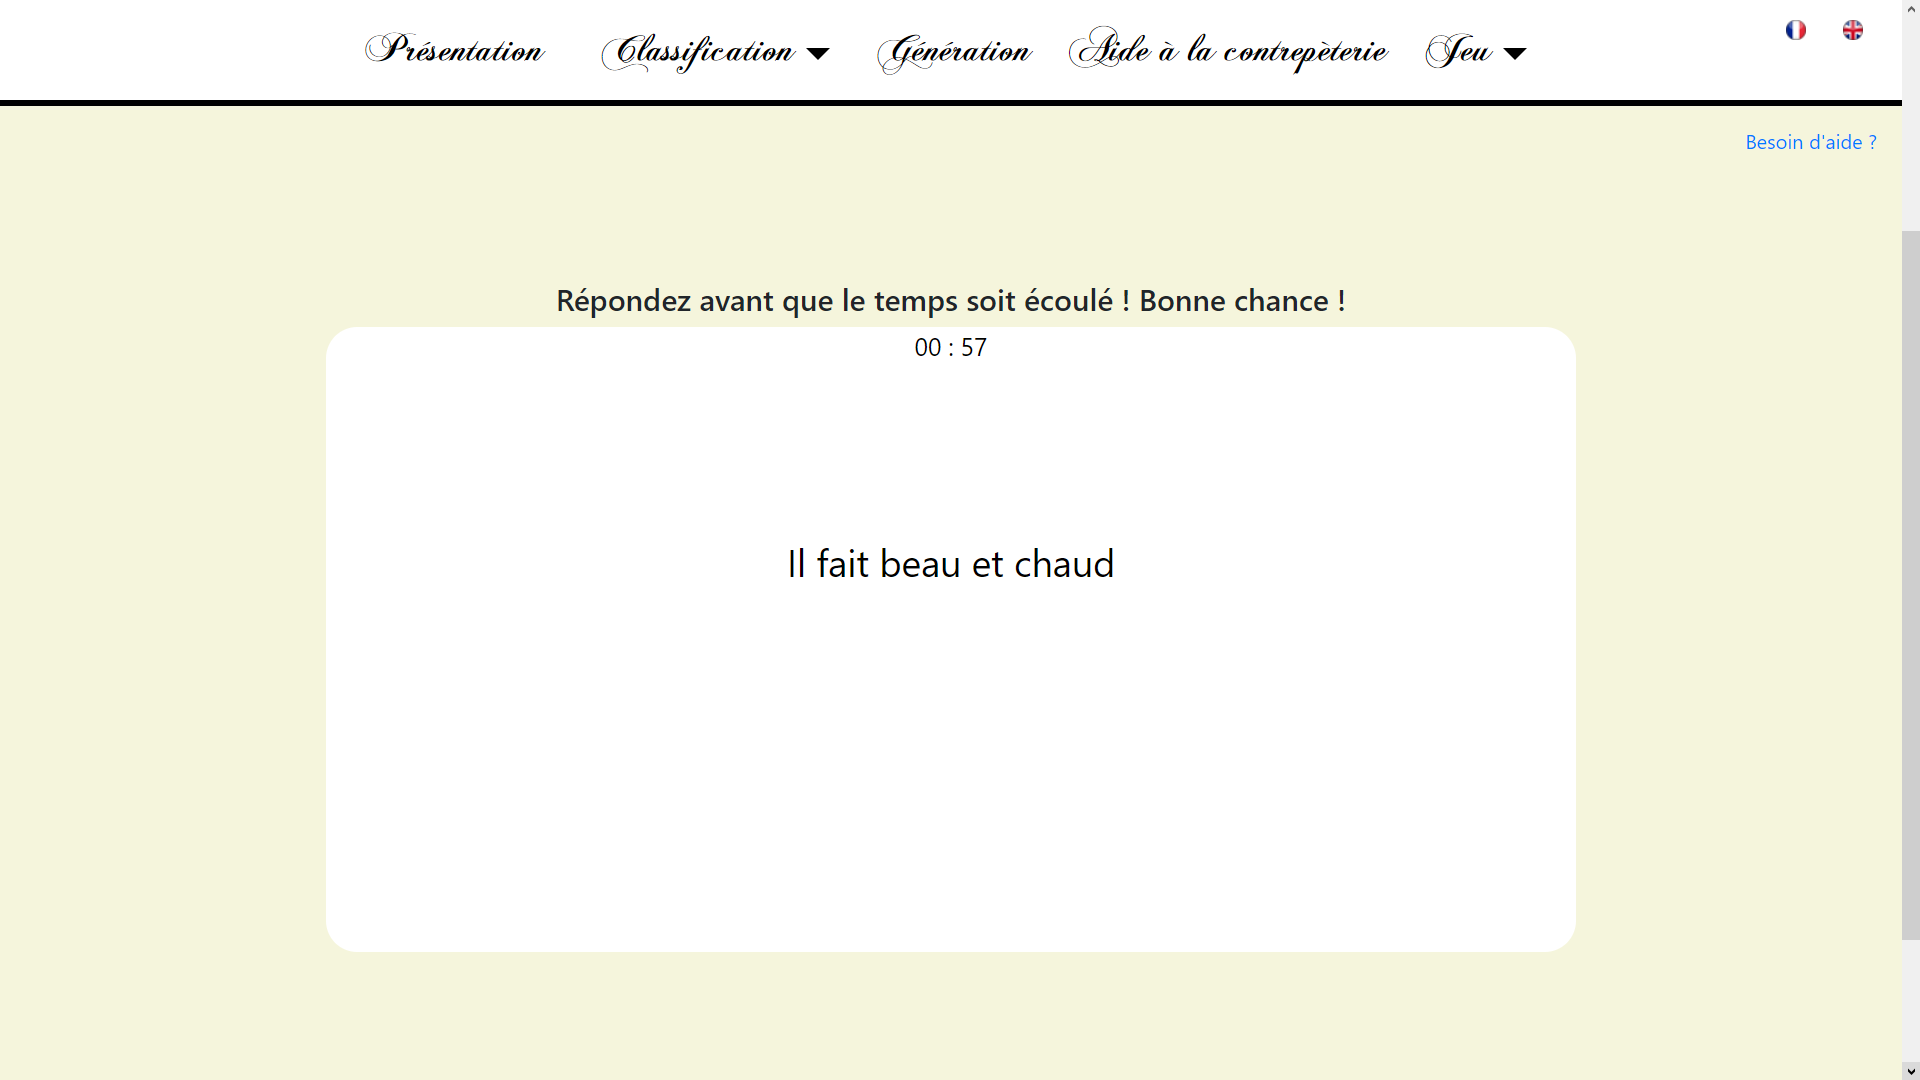 Présentation Classification Génération Aide à la contrepèterie Jeu
Besoin d'aide ?
Répondez avant que le temps soit écoulé ! Bonne chance !
00 : 57
Il fait beau et chaud